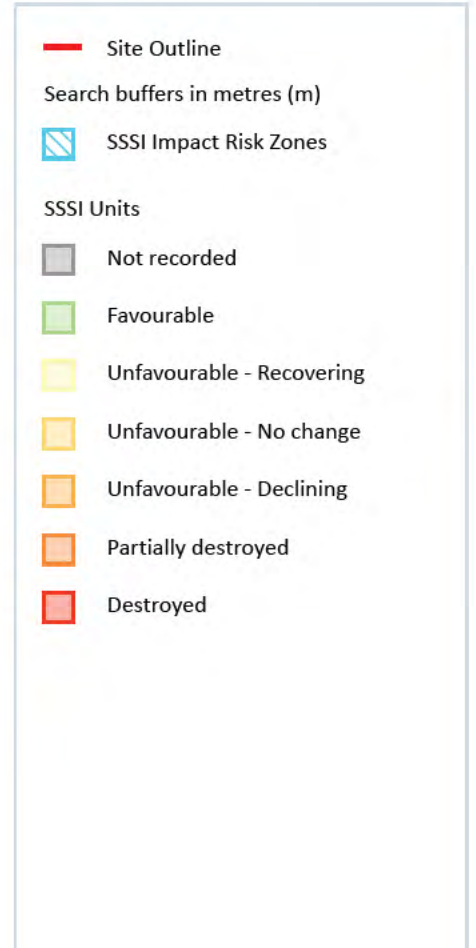 Site Outline
Search buffers in metres (m)
SSSI Impact Risk Zones
SSSI Units
Not recorded
Favourable
Unfavourable - Recovering
Unfavourable - No change
Unfavourable - Declining
Partially destroyed
Destroyed